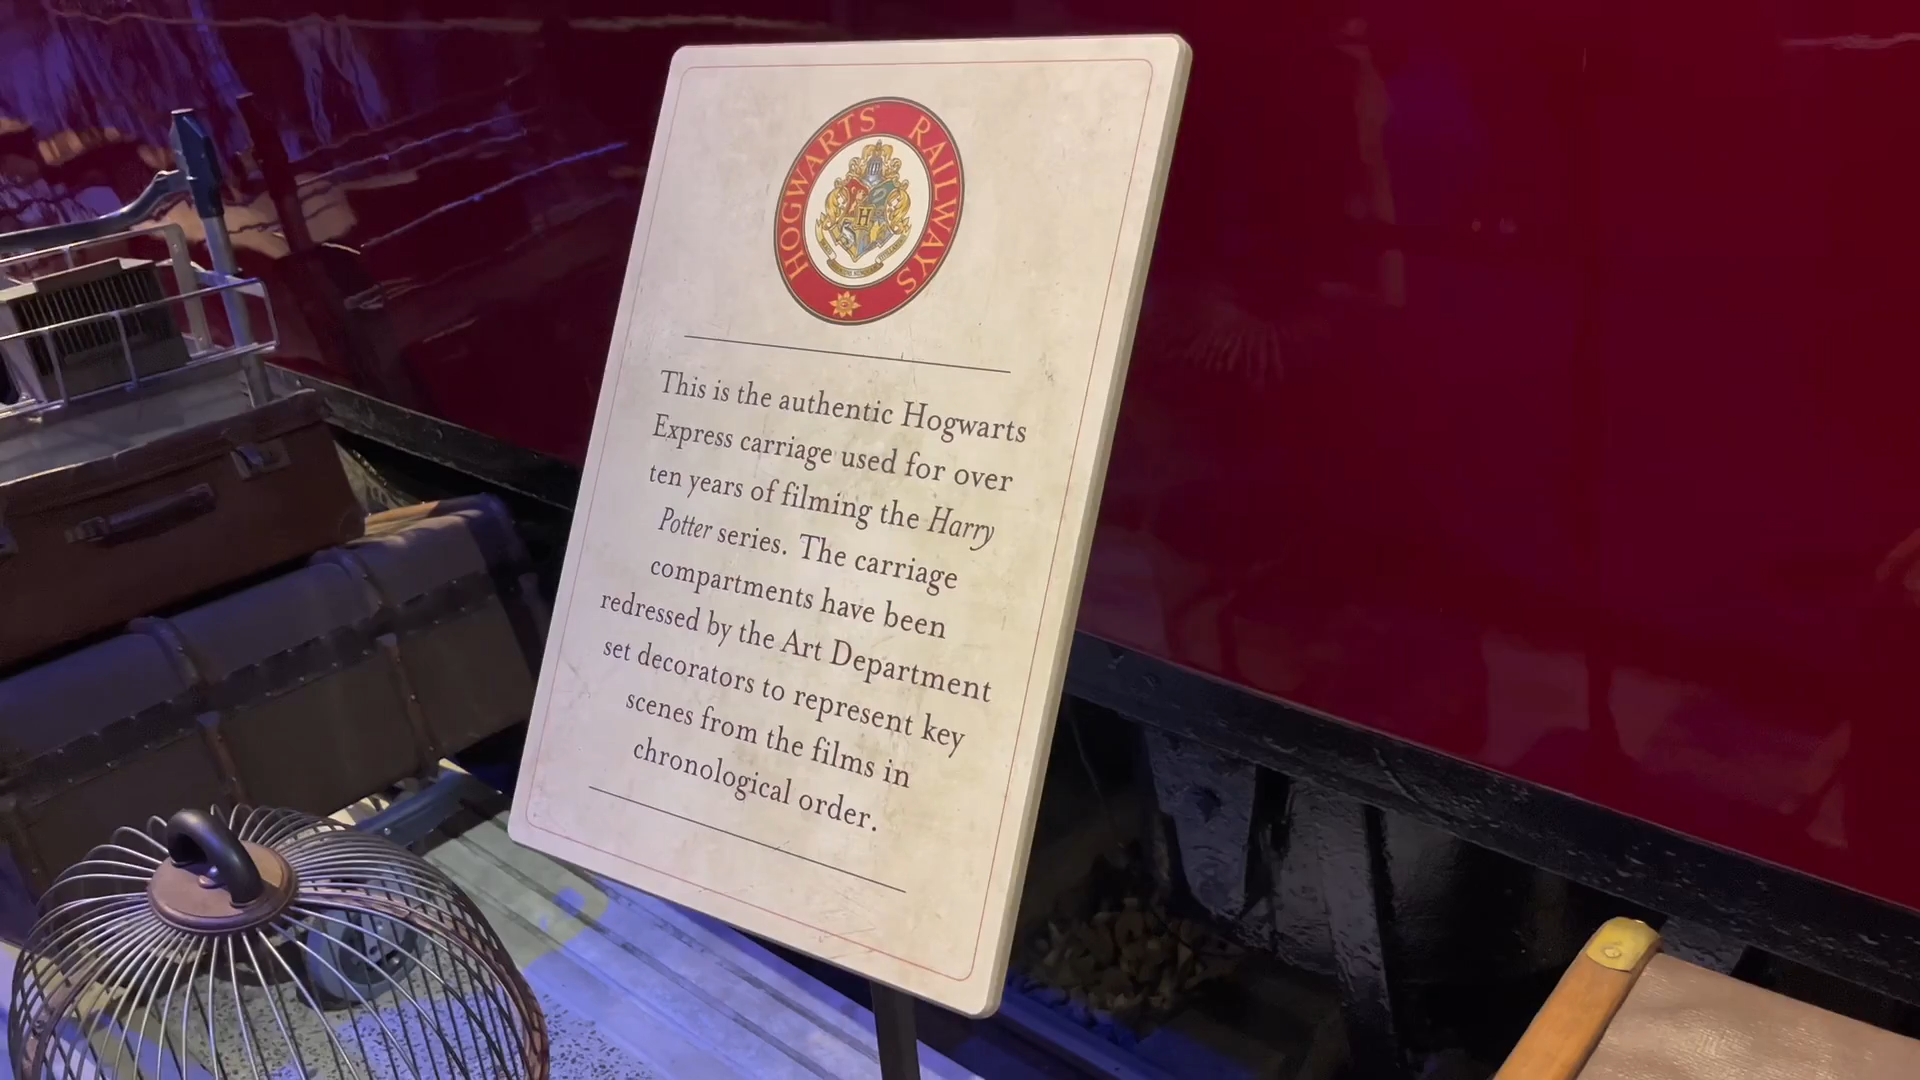 HOGWARTS RAILWAYS
H
This is the authentic Hogwarts
Express carriage used for over
ten years of filming the Harry
Potter series. The carriage
compartments have been
redressed by the Art Department
set decorators to represent key
scenes from the films in
chronological order.